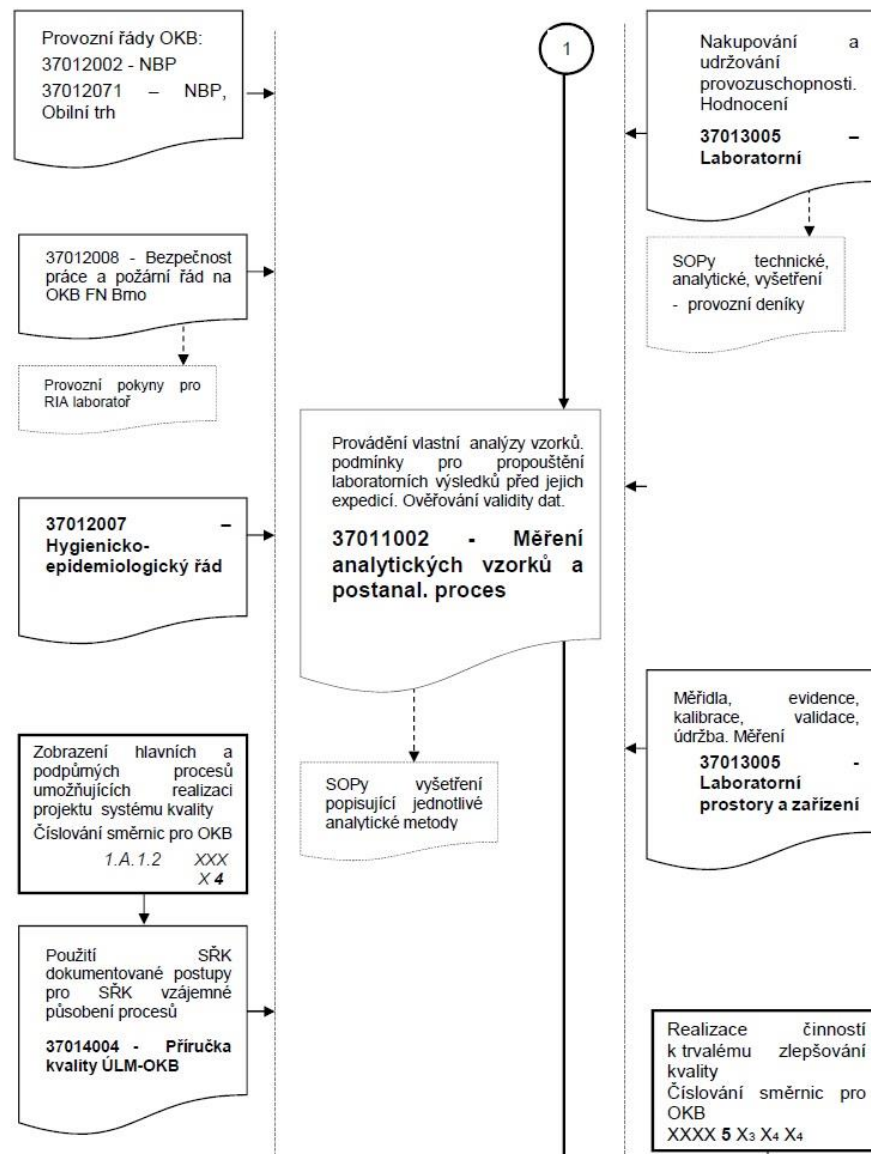 Provozní řády OKB:
37012002 - NBP
37012071 – NBP,
Obilní trh
37012008 - Bezpečnost
práce a požární řád na
OKB FN Brno
Provozní pokyny pro
RIA laboratoř
37012007 –
Hygienicko-
epidemiologický řád
Zobrazení hlavních a
podpůrných procesů
umožňujících realizaci
projektu systému kvality
Číslování směrnic pro OKB
1.A.1.2 XXX
X 4
Použití SŘK
dokumentované postupy
pro SŘK vzájemné
působení procesů
37014004 - Příručka
kvality ÚLM-OKB
1
Provádění vlastní analýzy vzorků.
podmínky pro propouštění
laboratorních výsledků před jejich
expedicí. Ověřování validity dat.
37011002 - Měření
analytických vzorků a
postanal. proces
SOPy vyšetření
popisující jednotlivé
analytické metody
Nakupování a
udržování
provozuschopnosti.
Hodnocení
37013005 –
Laboratorní
SOPy technické,
analytické, vyšetření
- provozní deníky
Měřidla, evidence,
kalibrace, validace,
údržba. Měření
37013005 -
Laboratorní
prostory a zařízení
Realizace činností
k trvalému zlepšování
kvality
Číslování směrnic pro
OKB
XXXX 5 X3 X4 X4